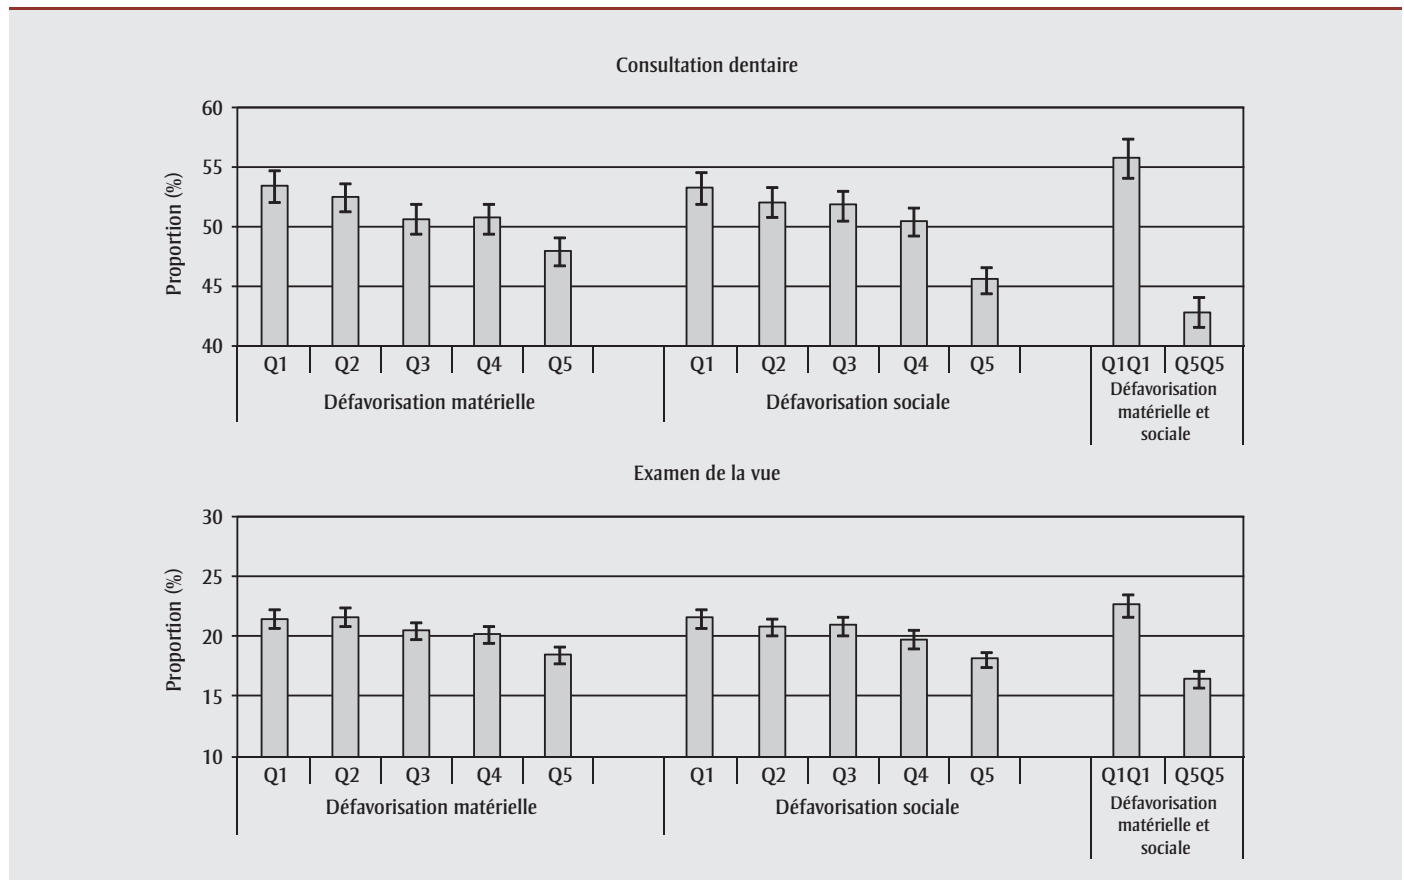 Consultation dentaire
60
55
50
45
40
Proportion (%)
Q1 Q2 Q3 Q4 Q5 Q1 Q2 Q3 Q4 Q5 Q1Q1 Q5Q5
Défavorisation matérielle
Défavorisation sociale
Défavorisation
matérielle et
sociale
Examen de la vue
30
25
20
15
10
Proportion (%)
Q1 Q2 Q3 Q4 Q5 Q1 Q2 Q3 Q4 Q5 Q1Q1 Q5Q5
Défavorisation matérielle
Défavorisation sociale
Défavorisation
matérielle et
sociale